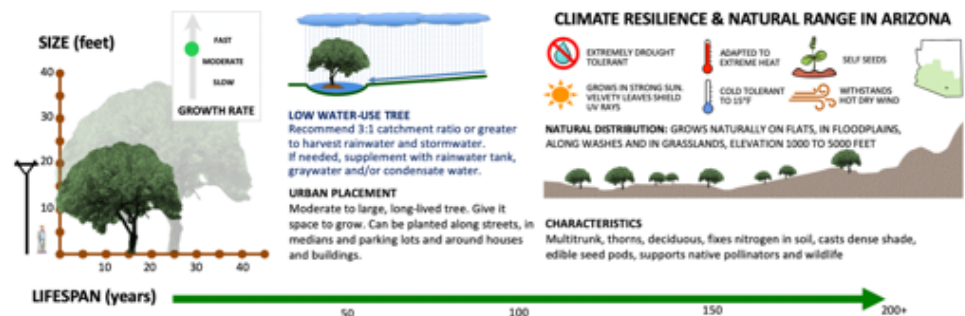 SIZE (feet)
40
30
20
10
10
20
30
40
FAST
MODERATE
SLOW
GROWTH RATE
LOW WATER-USE TREE
Recommend 3:1 catchment ratio or greater
to harvest rainwater and stormwater.
If needed, supplement with rainwater tank,
graywater and/or condensate water.
URBAN PLACEMENT
Moderate to large, long-lived tree. Give it
space to grow. Can be planted along streets, in
medians and parking lots and around houses
and buildings.
CLIMATE RESILIENCE & NATURAL RANGE IN ARIZONA
EXTREMELY DROUGHT
TOLERANT
ADAPTED TO
EXTREME HEAT
SELF SEEDS
GROWS IN STRONG SUN.
VELVETY LEAVES SHIELD
UV RAYS
COLD TOLERANT
TO 15°F
WITHSTANDS
HOT DRY WIND
NATURAL DISTRIBUTION: GROWS NATURALLY ON FLATS, IN FLOODPLAINS,
ALONG WASHES AND IN GRASSLANDS, ELEVATION 1000 TO 5000 FEET
CHARACTERISTICS
Multitrunk, thorns, deciduous, fixes nitrogen in soil, casts dense shade,
edible seed pods, supports native pollinators and wildlife
LIFESPAN (years)
50
100
150
200+